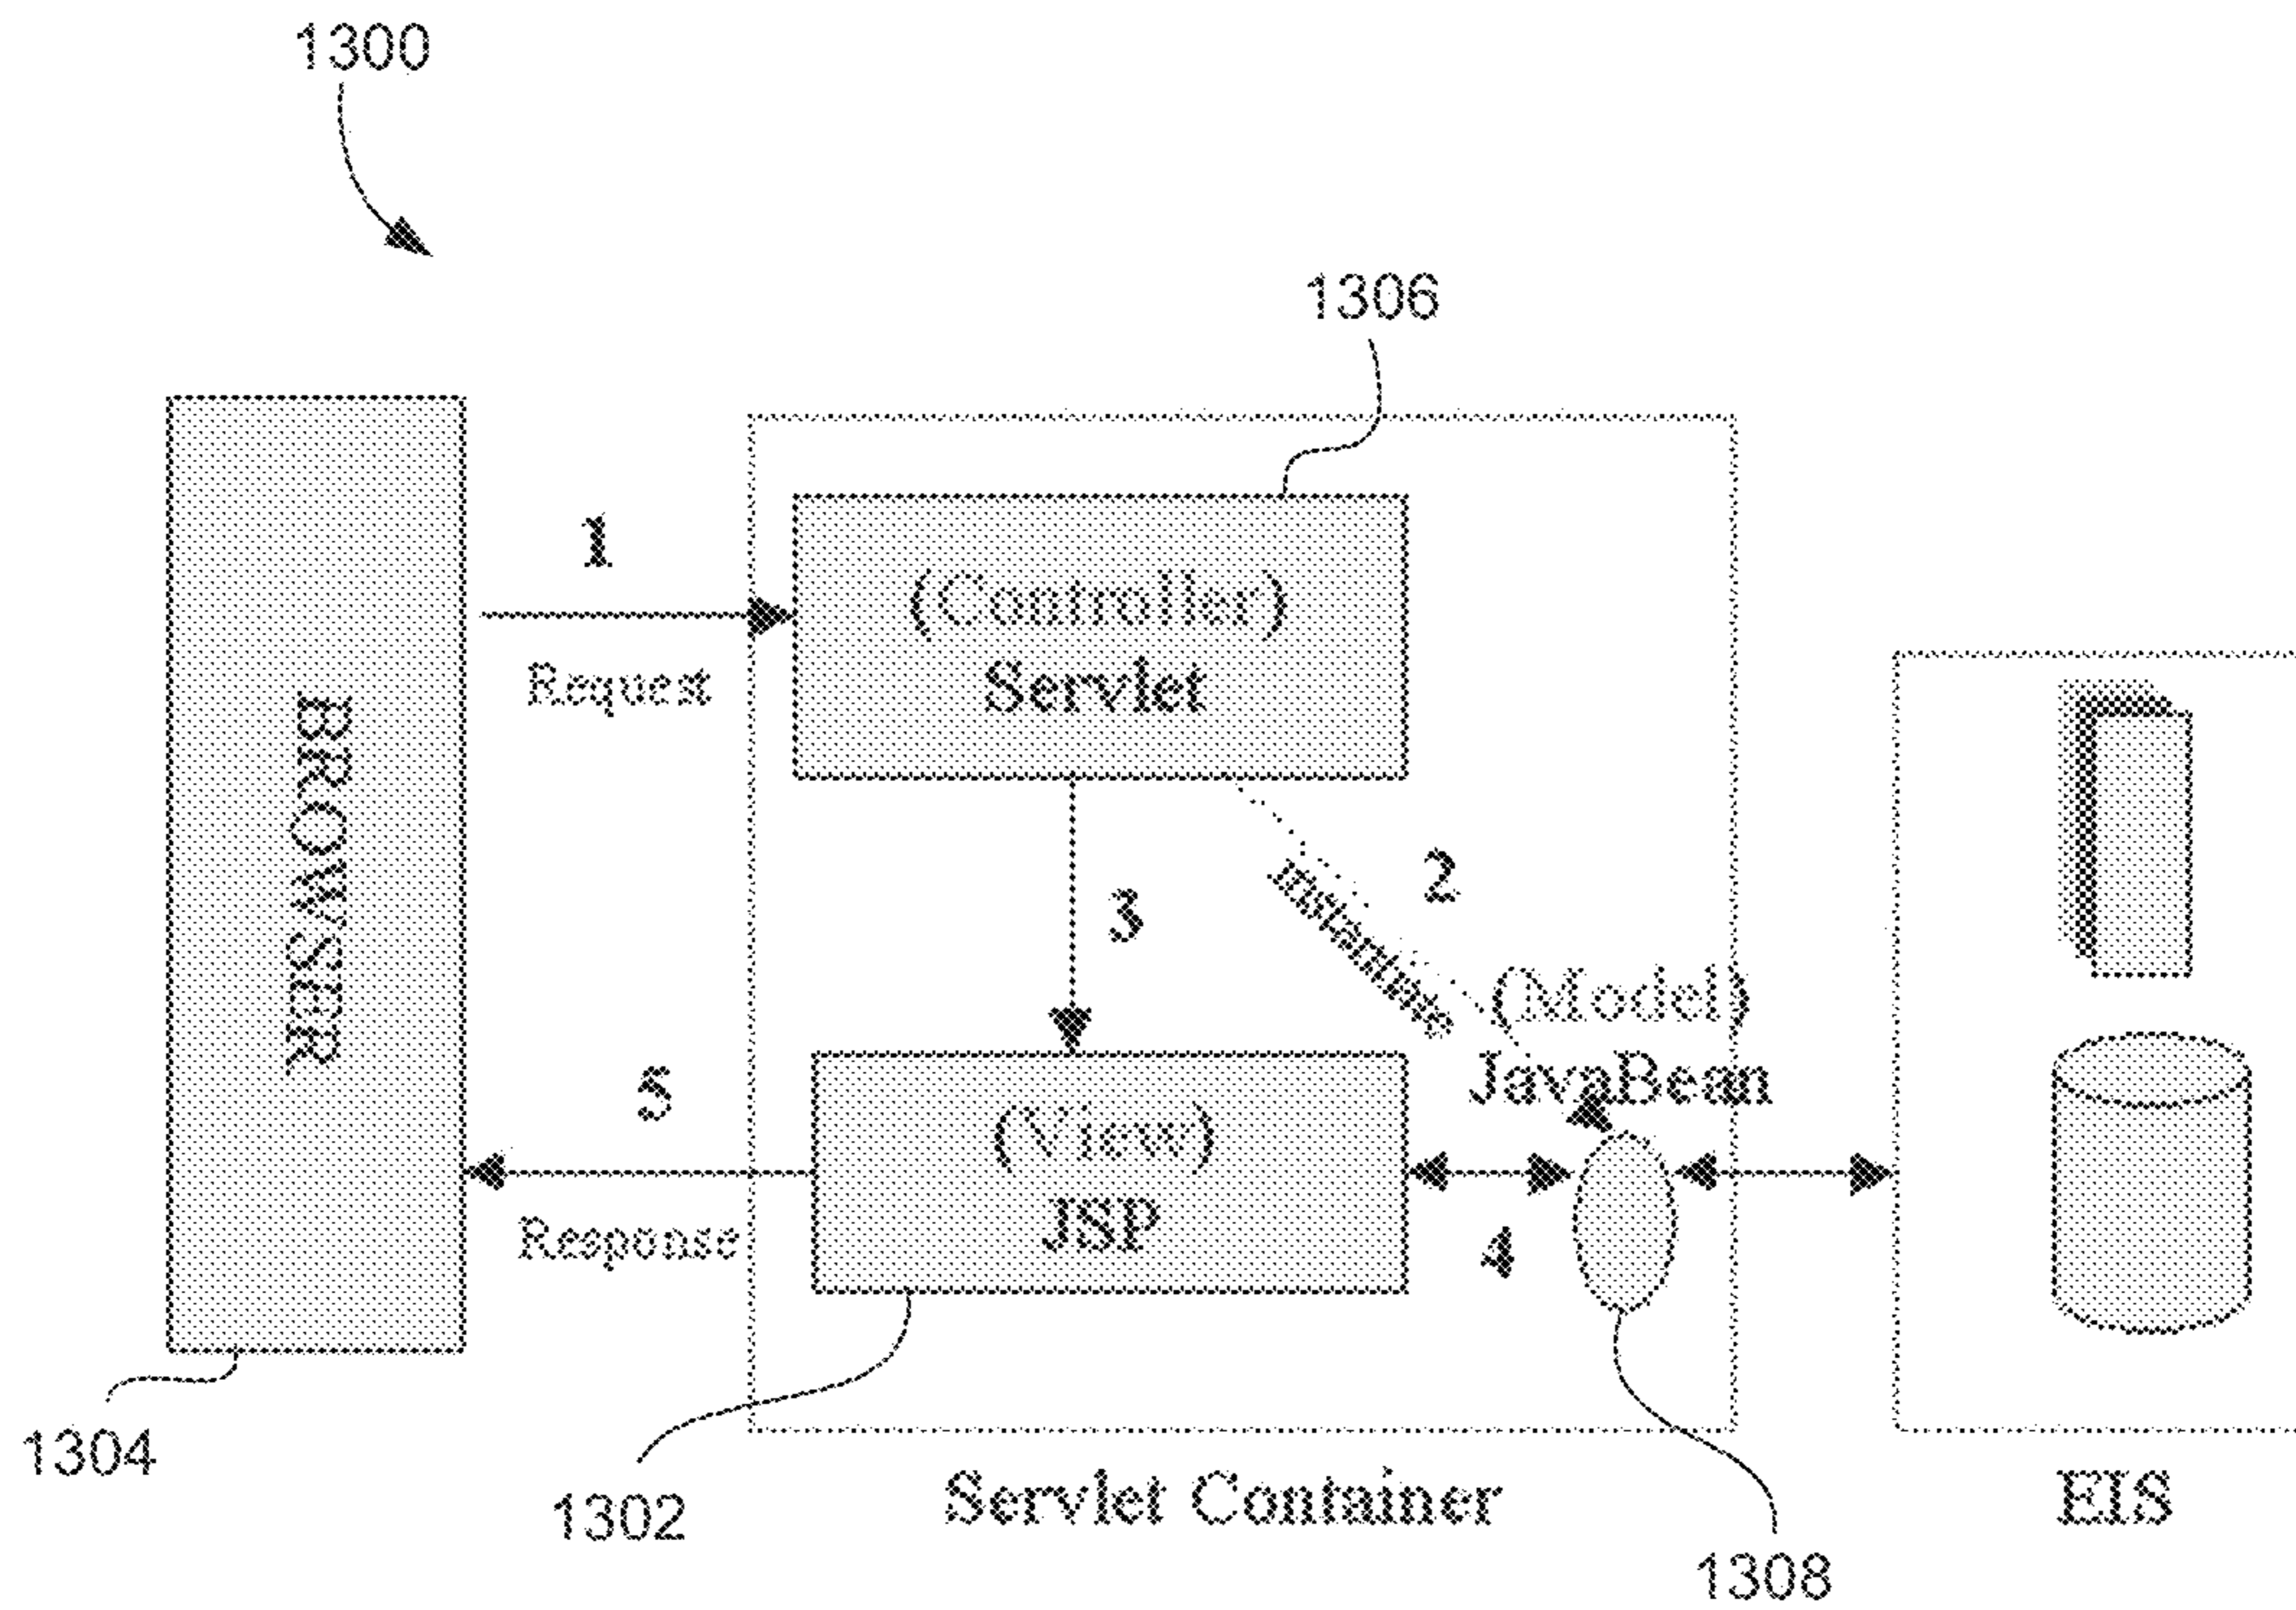 1300
1306
1
(Controller)
Servlet
Request
BROWSER
2
instantiate
3
(Model)
JavaBean
5
(View)
JSP
Response
4
1304
1302
Servlet Container
EIS
1308